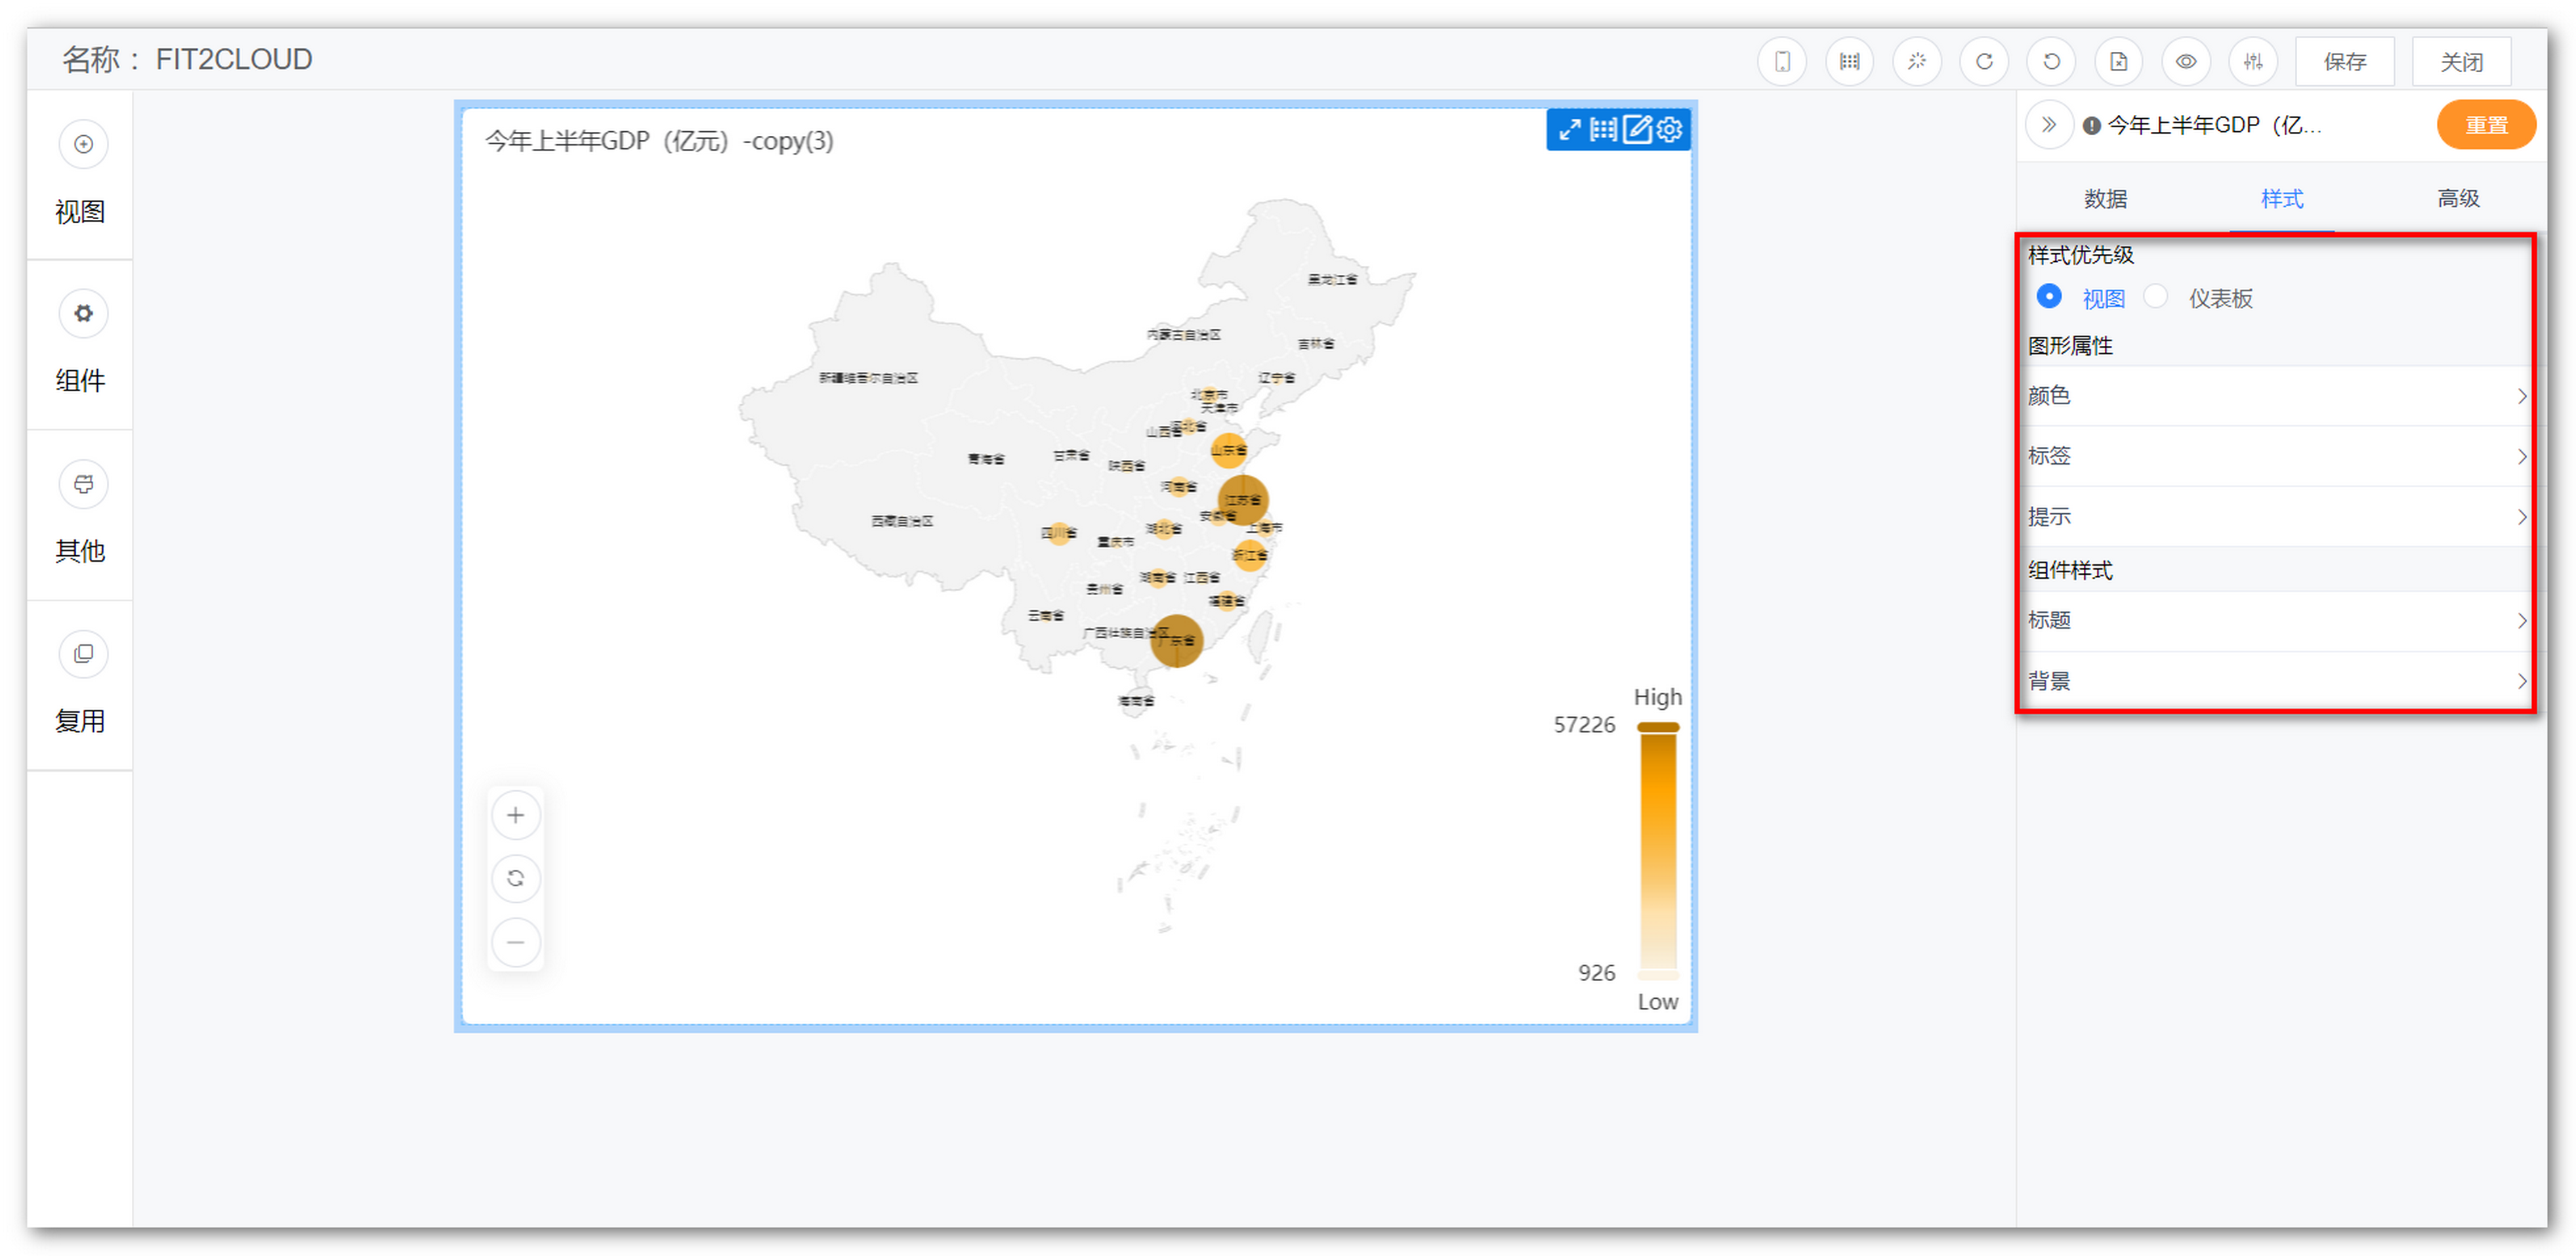 名称： FIT2CLOUD
保存
关闭
视图
组件
其他
复用
今年上半年GDP（亿元）-copy(3)
黑龙江省
内蒙古自治区
吉林省
新疆维吾尔自治区
辽宁省
北京市
天津市
河北省
山西省
山东省
青海省
甘肃省
陕西省
河南省
江苏省
西藏自治区
安徽省
上海市
四川省
湖北省
重庆市
浙江省
湖南省
江西省
贵州省
福建省
云南省
广西壮族自治区
广东省
海南省
High
57226
926
Low
今年上半年GDP（亿...
重置
数据
样式
高级
样式优先级
视图
仪表板
图形属性
颜色
标签
提示
组件样式
标题
背景